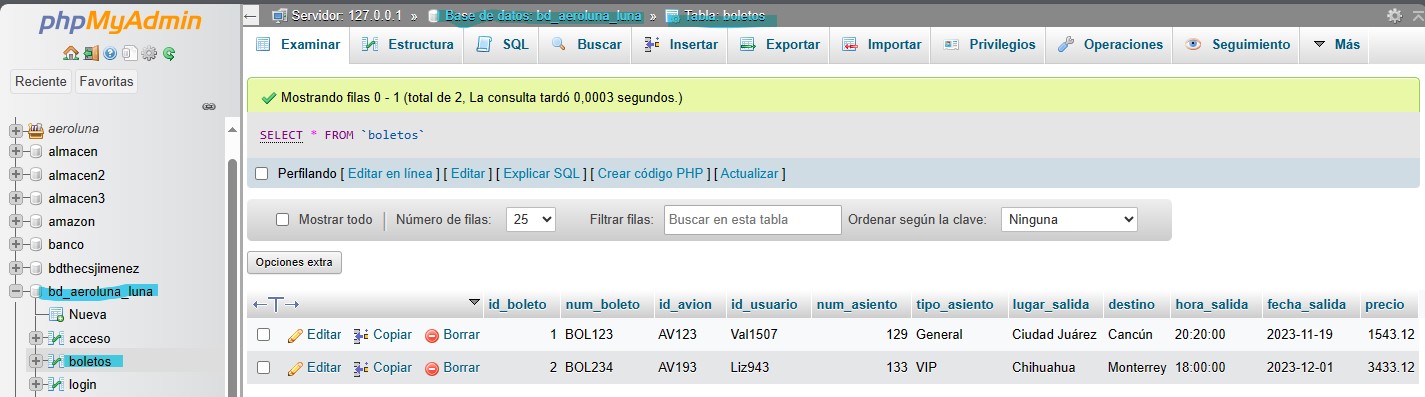 phpMyAdmin
Reciente Favoritas
aeroluna
almacen
almacen2
almacen3
amazon
banco
bdthecsjimenez
bd_aeroluna_luna
Nueva
acceso
boletos
login
Servidor: 127.0.0.1 » Base de datos: bd_aeroluna_luna » Tabla: boletos
Examinar Estructura SQL Buscar Insertar Exportar Importar Privilegios Operaciones Seguimiento Más
Mostrando filas 0 - 1 (total de 2, La consulta tardó 0,0003 segundos.)
SELECT * FROM `boletos`
Perfilando [ Editar en línea ] [ Editar ] [ Explicar SQL ] [ Crear código PHP ] [ Actualizar ]
Mostrar todo | Número de filas: 25 Filtrar filas: Buscar en esta tabla Ordenar según la clave: Ninguna
Opciones extra
←T→ id_boleto num_boleto id_avion id_usuario num_asiento tipo_asiento lugar_salida destino hora_salida fecha_salida precio
Editar Copiar Borrar 1 BOL123 AV123 Val1507 129 General Ciudad Juárez Cancún 20:20:00 2023-11-19 1543.12
Editar Copiar Borrar 2 BOL234 AV193 Liz943 133 VIP Chihuahua Monterrey 18:00:00 2023-12-01 3433.12